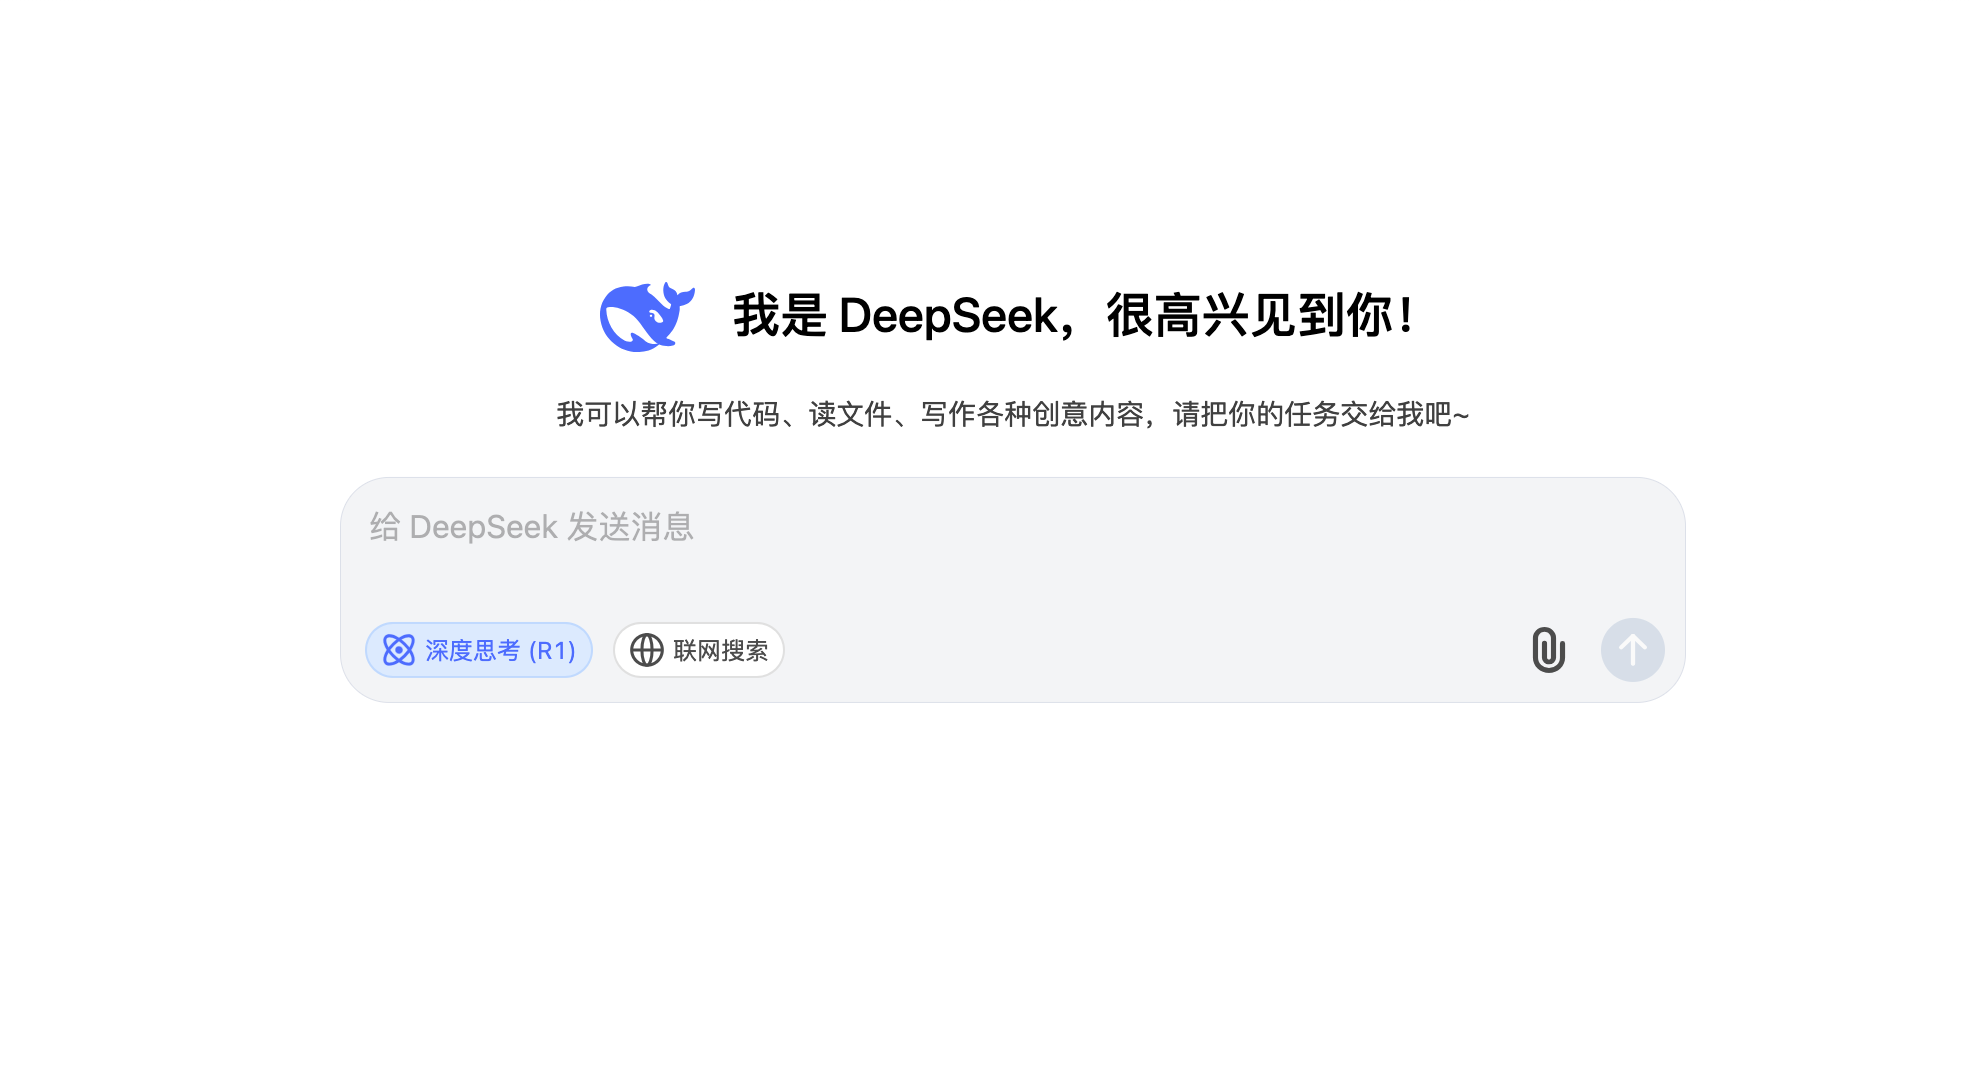 我是 DeepSeek，很高兴见到你！
我可以帮你写代码、读文件、写作各种创意内容，请把你的任务交给我吧~
给 DeepSeek 发送消息
深度思考 (R1)
联网搜索